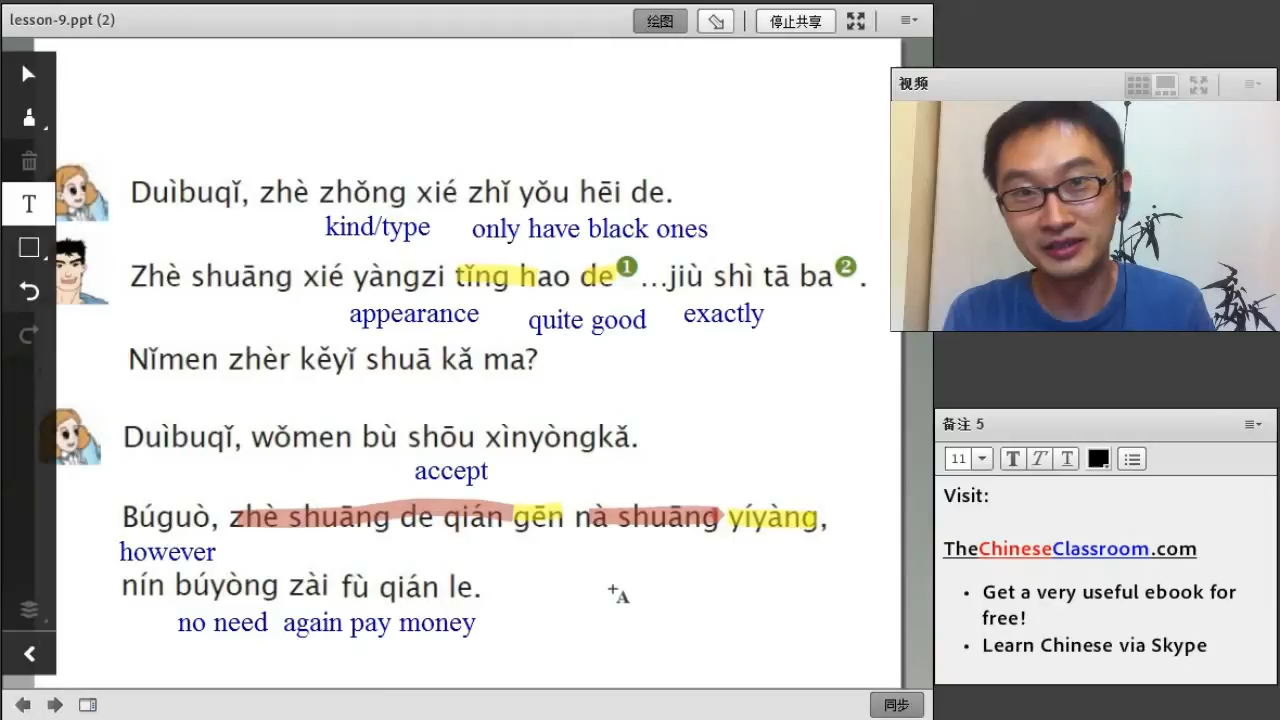 lesson-9.ppt (2)
绘图
停止共享
视频
T
Duìbuqǐ, zhè zhǒng xié zhǐ yǒu hēi de.
kind/type only have black ones
Zhè shuāng xié yàngzi tǐng hao de❶…jiù shì tā ba❷.
appearance quite good exactly
Nǐmen zhèr kěyǐ shuā kǎ ma?
Duìbuqǐ, wǒmen bù shōu xìnyòngkǎ.
accept
Búguò, zhè shuāng de qián gēn nà shuāng yíyàng,
however
nín búyòng zài fù qián le.
no need again pay money
A
备注 5
11 T T T
Visit:
TheChineseClassroom.com
• Get a very useful ebook for
free!
• Learn Chinese via Skype
同步